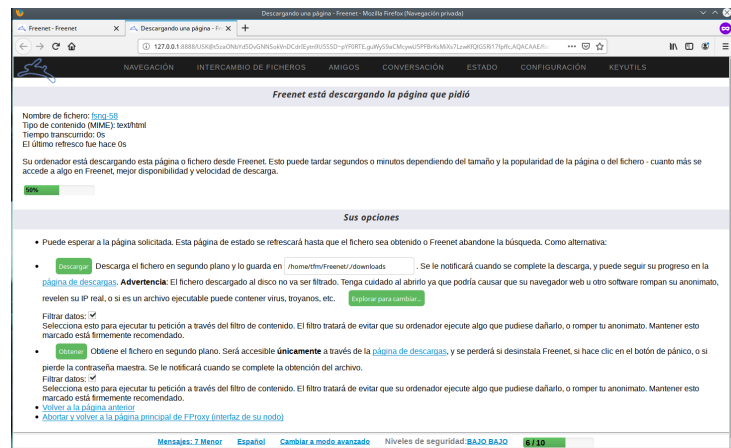 Descargando una página - Freenet - Mozilla Firefox (Navegación privada)
Freenet - Freenet
Descargando una página - Fr
NAVEGACIÓN INTERCAMBIO DE FICHEROS AMIGOS CONVERSACIÓN ESTADO CONFIGURACIÓN KEYUTILS
Freenet está descargando la página que pidió
Nombre de fichero: fsng-58
Tipo de contenido (MIME): text/html
Tiempo transcurrido: 0s
El último refresco fue hace 0s
Su ordenador está descargando esta página o fichero desde Freenet. Esto puede tardar segundos o minutos dependiendo del tamaño y la popularidad de la página o del fichero - cuanto más se
accede a algo en Freenet, mejor disponibilidad y velocidad de descarga.
50%
Sus opciones
Puede esperar a la página solicitada. Esta página de estado se refrescará hasta que el fichero sea obtenido o Freenet abandone la búsqueda. Como alternativa:
Descargar Descarga el fichero en segundo plano y lo guarda en /home/tfm/Freenet/./downloads . Se le notificará cuando se complete la descarga, y puede seguir su progreso en la
página de descargas. Advertencia: El fichero descargado al disco no va ser filtrado. Tenga cuidado al abrirlo ya que podría causar que su navegador web u otro software rompan su anonimato,
revelen su IP real, o si es un archivo ejecutable puede contener virus, troyanos, etc. Explorar para cambiar...
Filtrar datos:
Selecciona esto para ejecutar tu petición a través del filtro de contenido. El filtro tratará de evitar que su ordenador ejecute algo que pudiese dañarlo, o romper tu anonimato. Mantener esto
marcado está firmemente recomendado.
Obtener Obtiene el fichero en segundo plano. Será accesible únicamente a través de la página de descargas, y se perderá si desinstala Freenet, si hace clic en el botón de pánico, o si
pierde la contraseña maestra. Se le notificará cuando se complete la obtención del archivo.
Filtrar datos:
Selecciona esto para ejecutar tu petición a través del filtro de contenido. El filtro tratará de evitar que su ordenador ejecute algo que pudiese dañarlo, o romper tu anonimato. Mantener esto
marcado está firmemente recomendado.
Volver a la página anterior
Abortar y volver a la página principal de FProxy (interfaz de su nodo)
Mensajes: 7 Menor Español Cambiar a modo avanzado Niveles de seguridad:BAJO BAJO 6 / 10